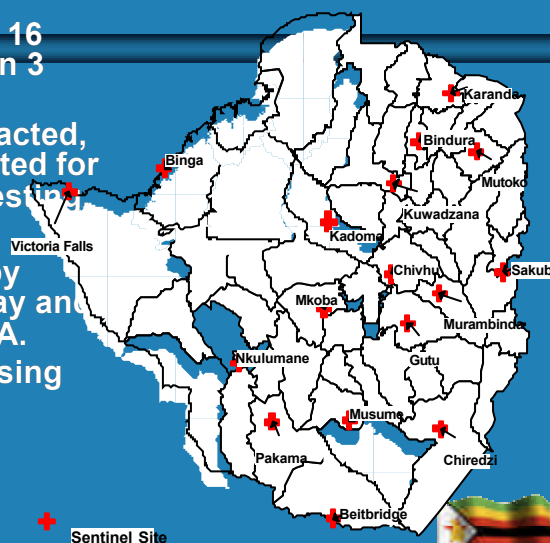 16
n 3
acted,
ted for
esting
by
ay and
A.
sing
Karanda
Bindura
Mutoko
Binga
Kuwadzana
Victoria Falls
Kadoma
Chivhu
Sakub
Mkoba
Murambinda
Gutu
Nkulumane
Musume
Pakama
Chiredzi
Beitbridge
Sentinel Site